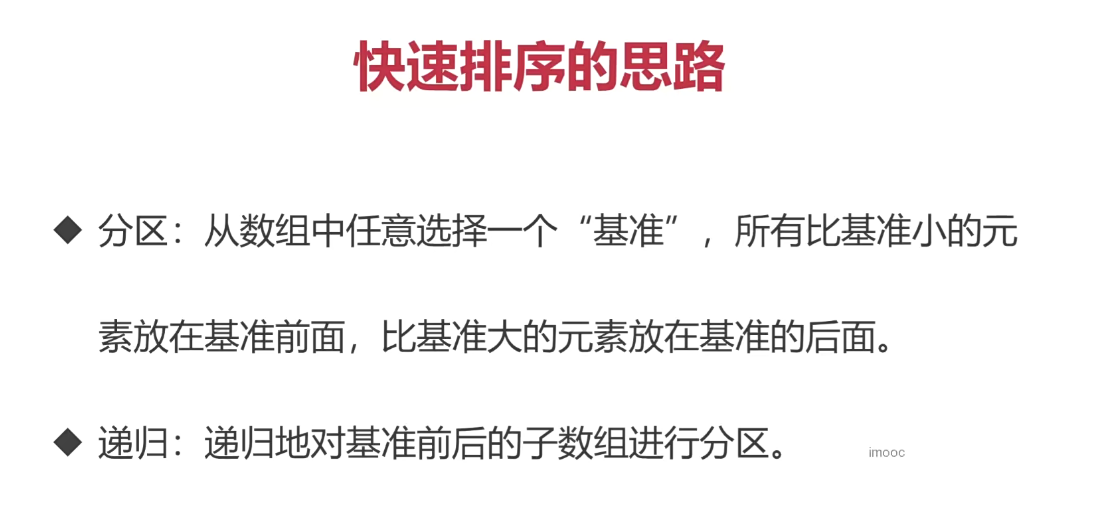 快速排序的思路
◆ 分区：从数组中任意选择一个“基准”，所有比基准小的元
素放在基准前面，比基准大的元素放在基准的后面。
◆ 递归：递归地对基准前后的子数组进行分区。
imooc